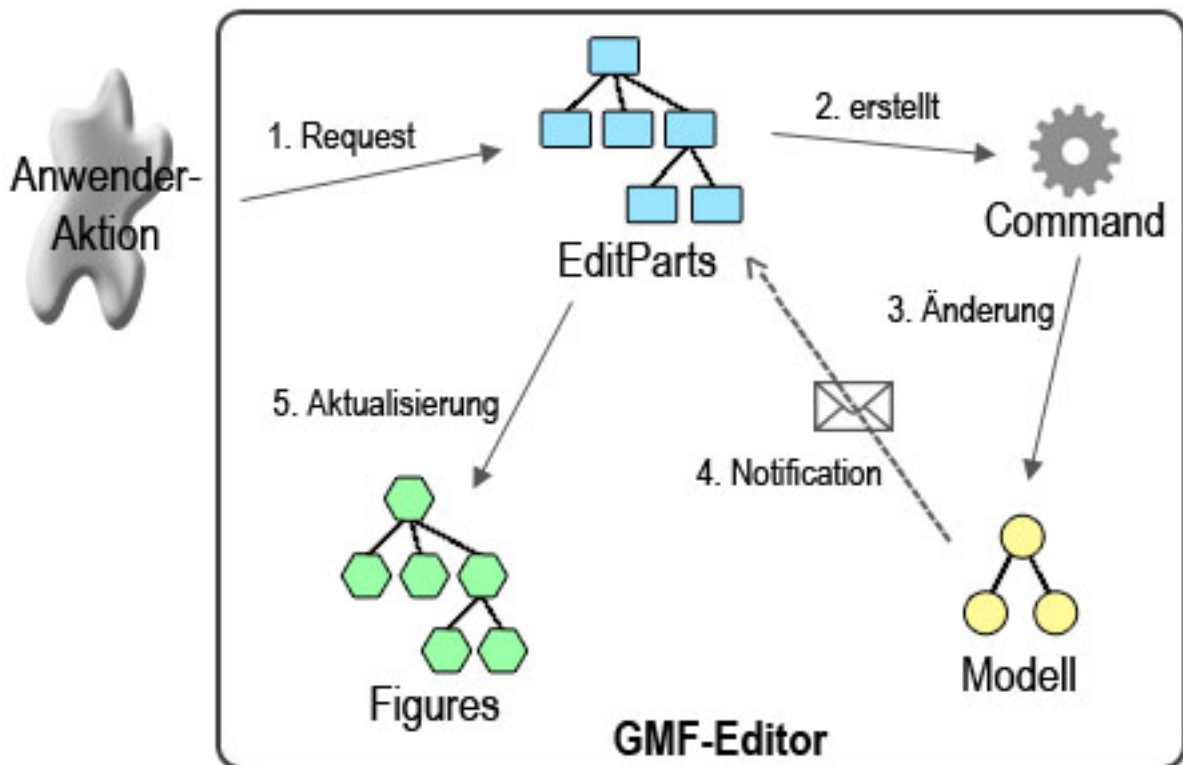 Anwender-
Aktion
1. Request
EditParts
2. erstellt
Command
3. Änderung
Modell
4. Notification
5. Aktualisierung
Figures
GMF-Editor